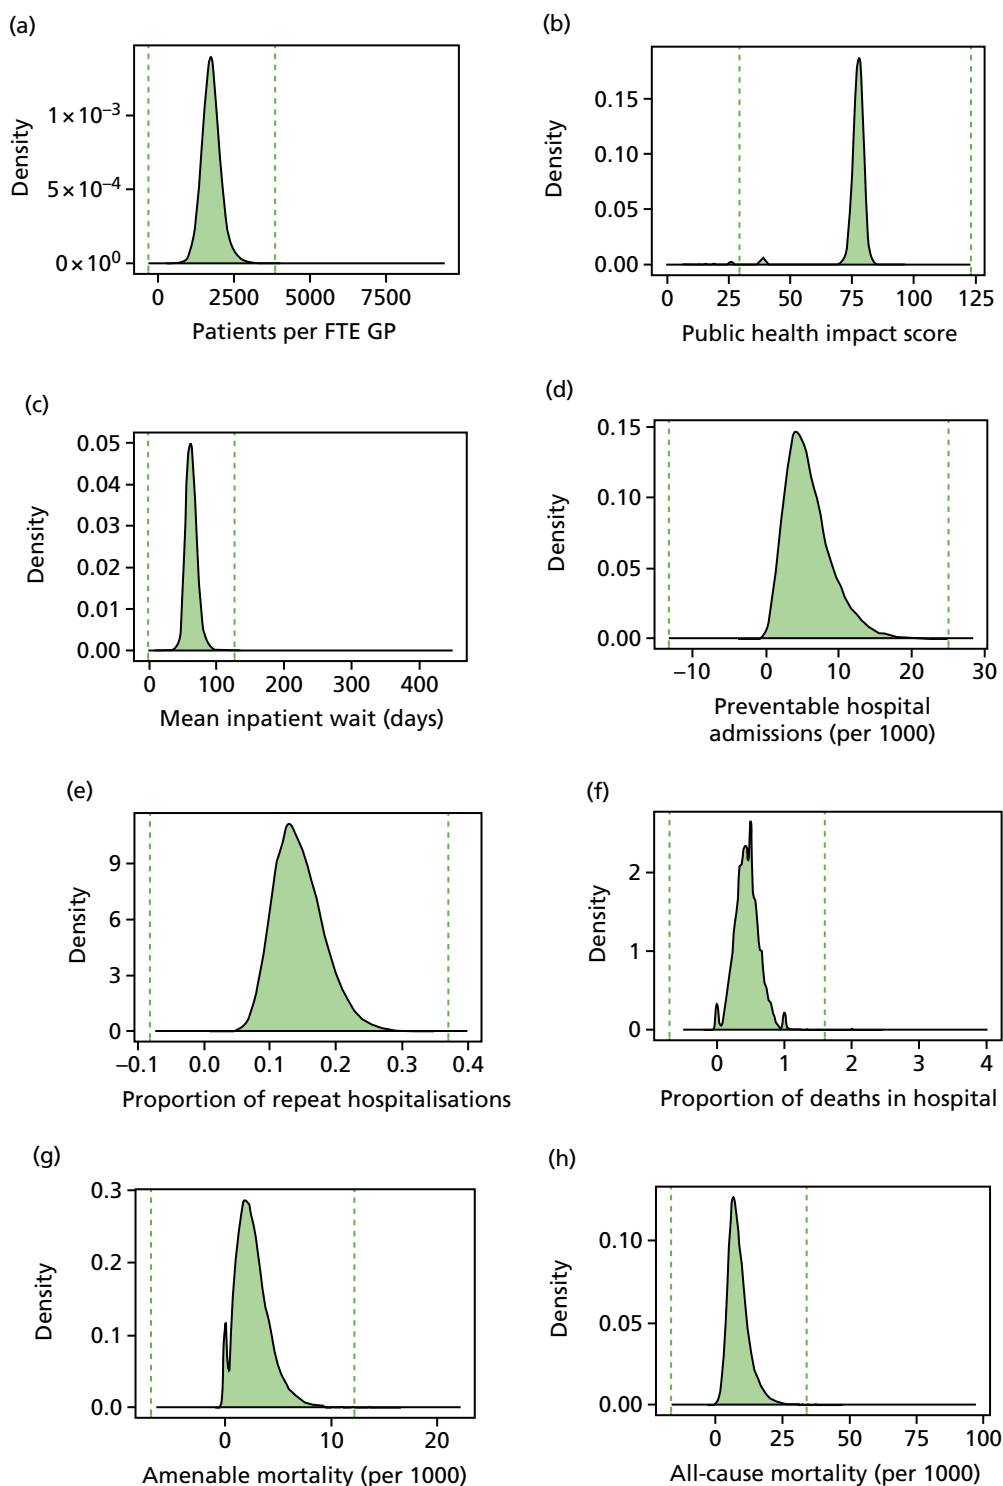 (a)
Density
1×10⁻³
5×10⁻⁴
0×10⁰
0 2500 5000 7500
Patients per FTE GP
(b)
Density
0.15
0.10
0.05
0.00
0 25 50 75 100 125
Public health impact score
(c)
Density
0.05
0.04
0.03
0.02
0.01
0.00
0 100 200 300 400
Mean inpatient wait (days)
(d)
Density
0.15
0.10
0.05
0.00
−10 0 10 20 30
Preventable hospital
admissions (per 1000)
(e)
Density
9
6
3
0
−0.1 0.0 0.1 0.2 0.3 0.4
Proportion of repeat hospitalisations
(f)
Density
2
1
0
0 1 2 3 4
Proportion of deaths in hospital
(g)
Density
0.3
0.2
0.1
0.0
0 10 20
Amenable mortality (per 1000)
(h)
Density
0.10
0.05
0.00
0 25 50 75 100
All-cause mortality (per 1000)